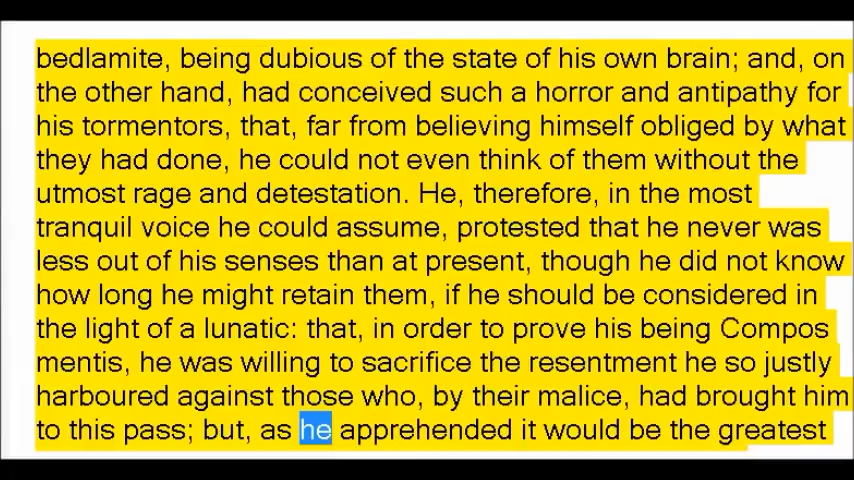 bedlamite, being dubious of the state of his own brain; and, on
the other hand, had conceived such a horror and antipathy for
his tormentors, that, far from believing himself obliged by what
they had done, he could not even think of them without the
utmost rage and detestation. He, therefore, in the most
tranquil voice he could assume, protested that he never was
less out of his senses than at present, though he did not know
how long he might retain them, if he should be considered in
the light of a lunatic: that, in order to prove his being Compos
mentis, he was willing to sacrifice the resentment he so justly
harboured against those who, by their malice, had brought him
to this pass; but, as he apprehended it would be the greatest